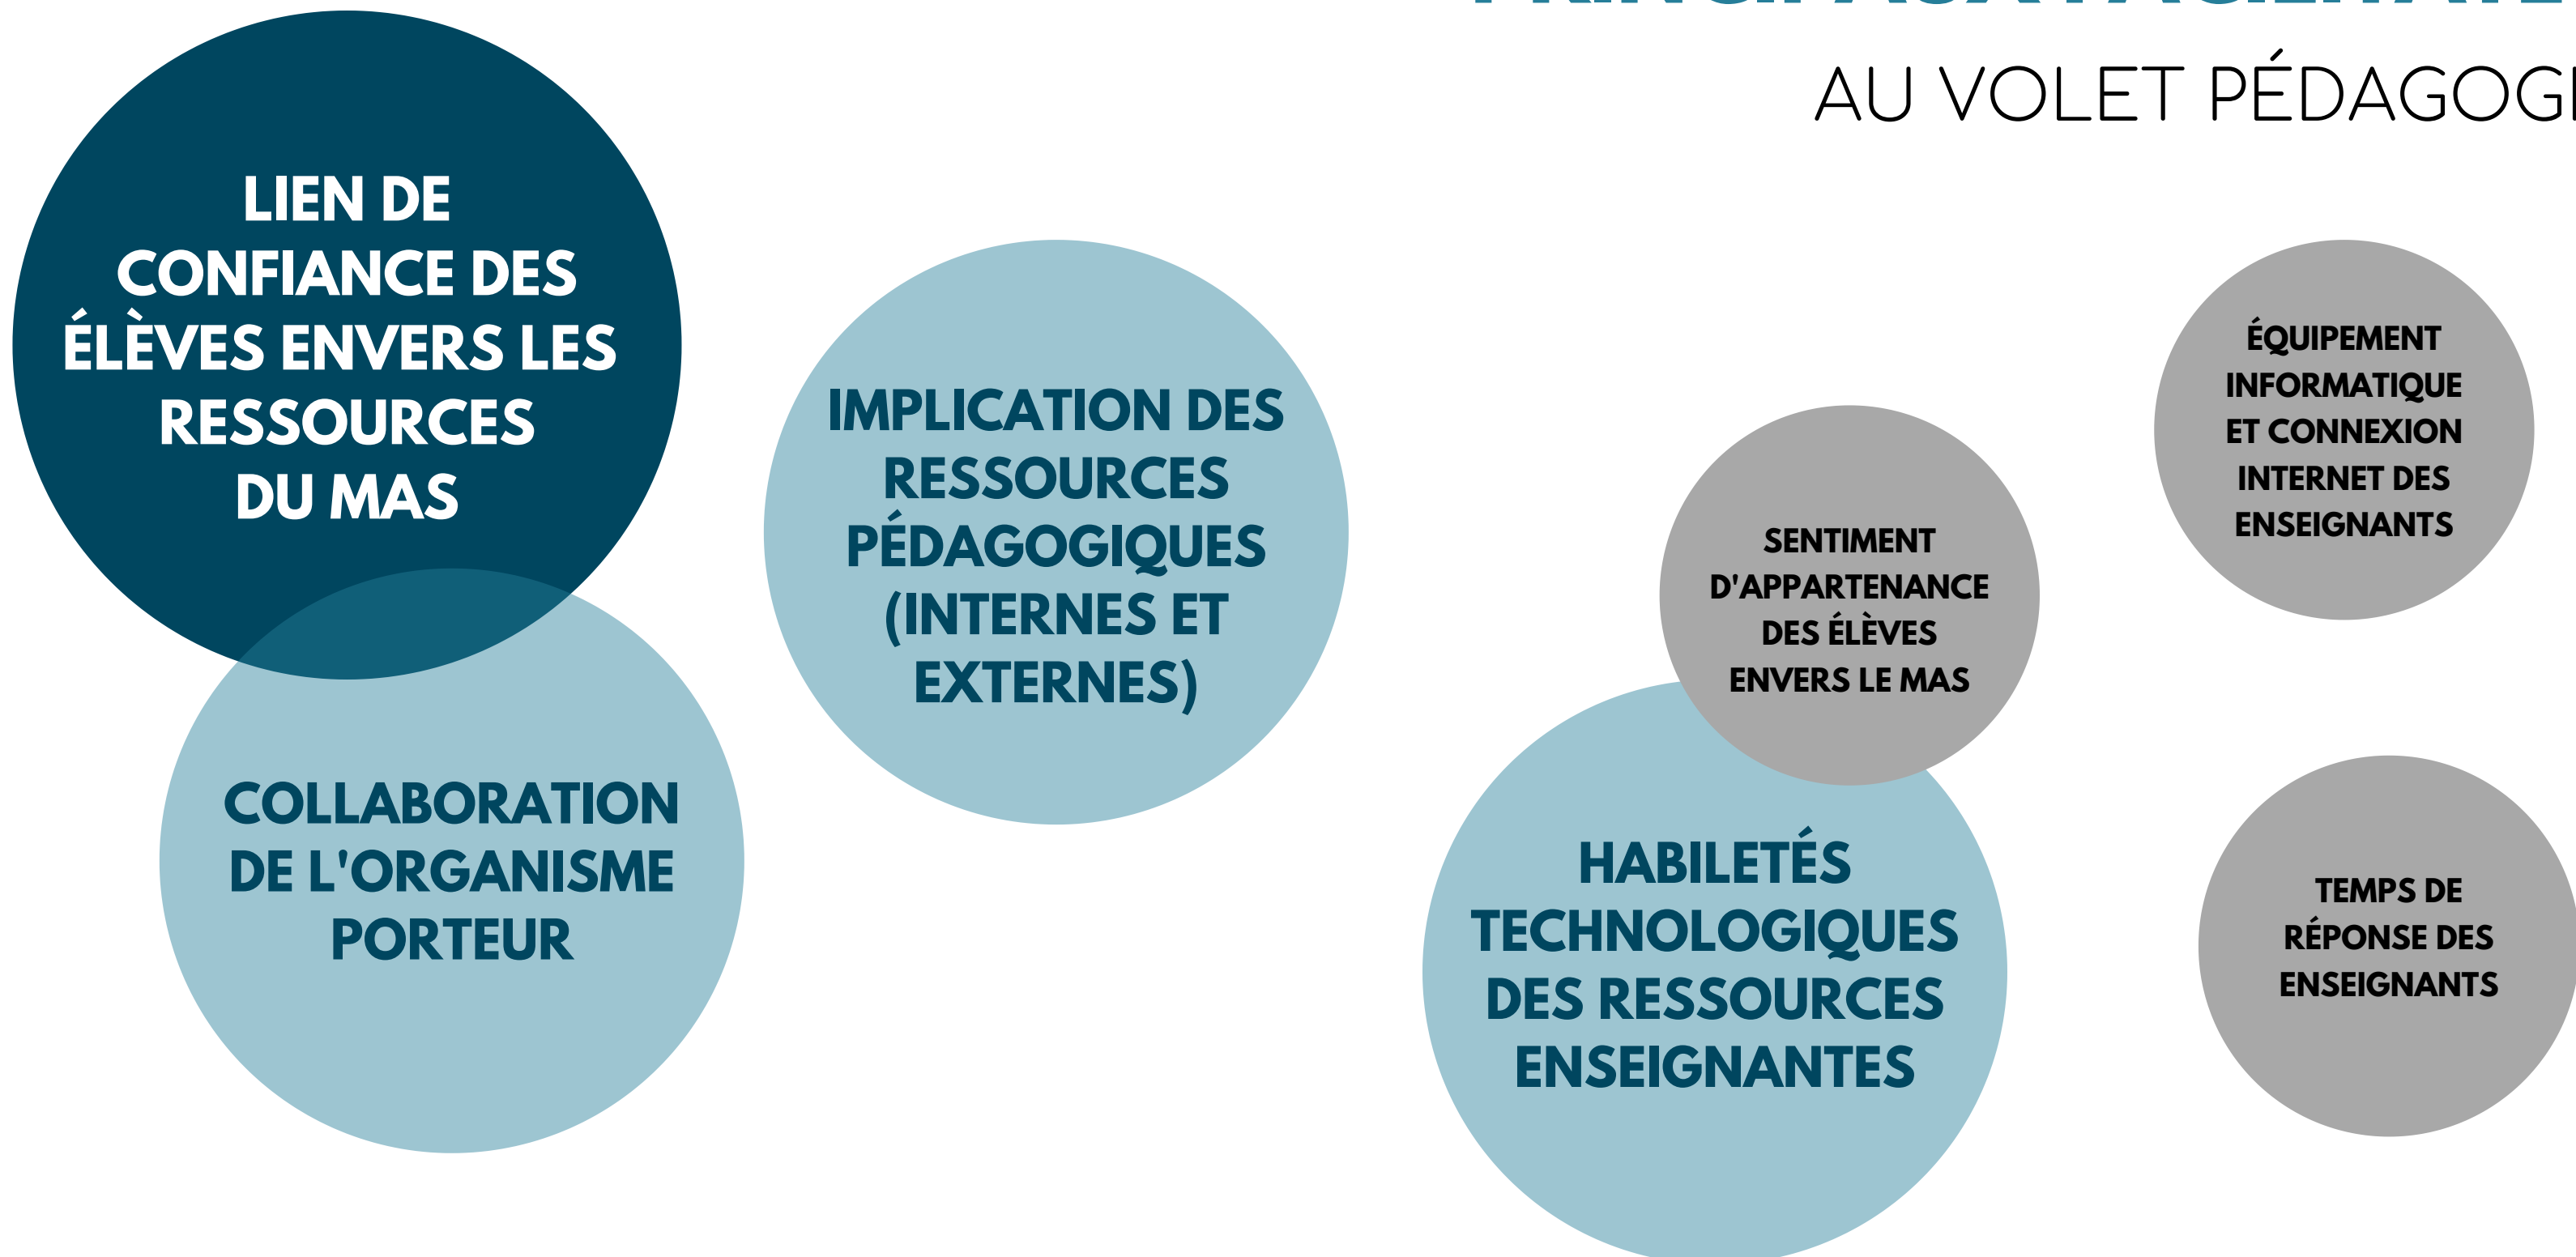 AU VOLET
LIEN DE
CONFIANCE DES
ÉLÈVES ENVERS LES
RESSOURCES
DU MAS
IMPLICATION DES
RESSOURCES
PÉDAGOGIQUES
(INTERNES ET
EXTERNES)
COLLABORATION
DE L'ORGANISME
PORTEUR
SENTIMENT
D'APPARTENANCE
DES ÉLÈVES
ENVERS LE MAS
HABILETÉS
TECHNOLOGIQUES
DES RESSOURCES
ENSEIGNANTES
ÉQUIPEMENT
INFORMATIQUE
ET CONNEXION
INTERNET DES
ENSEIGNANTS
TEMPS DE
RÉPONSE DES
ENSEIGNANTS